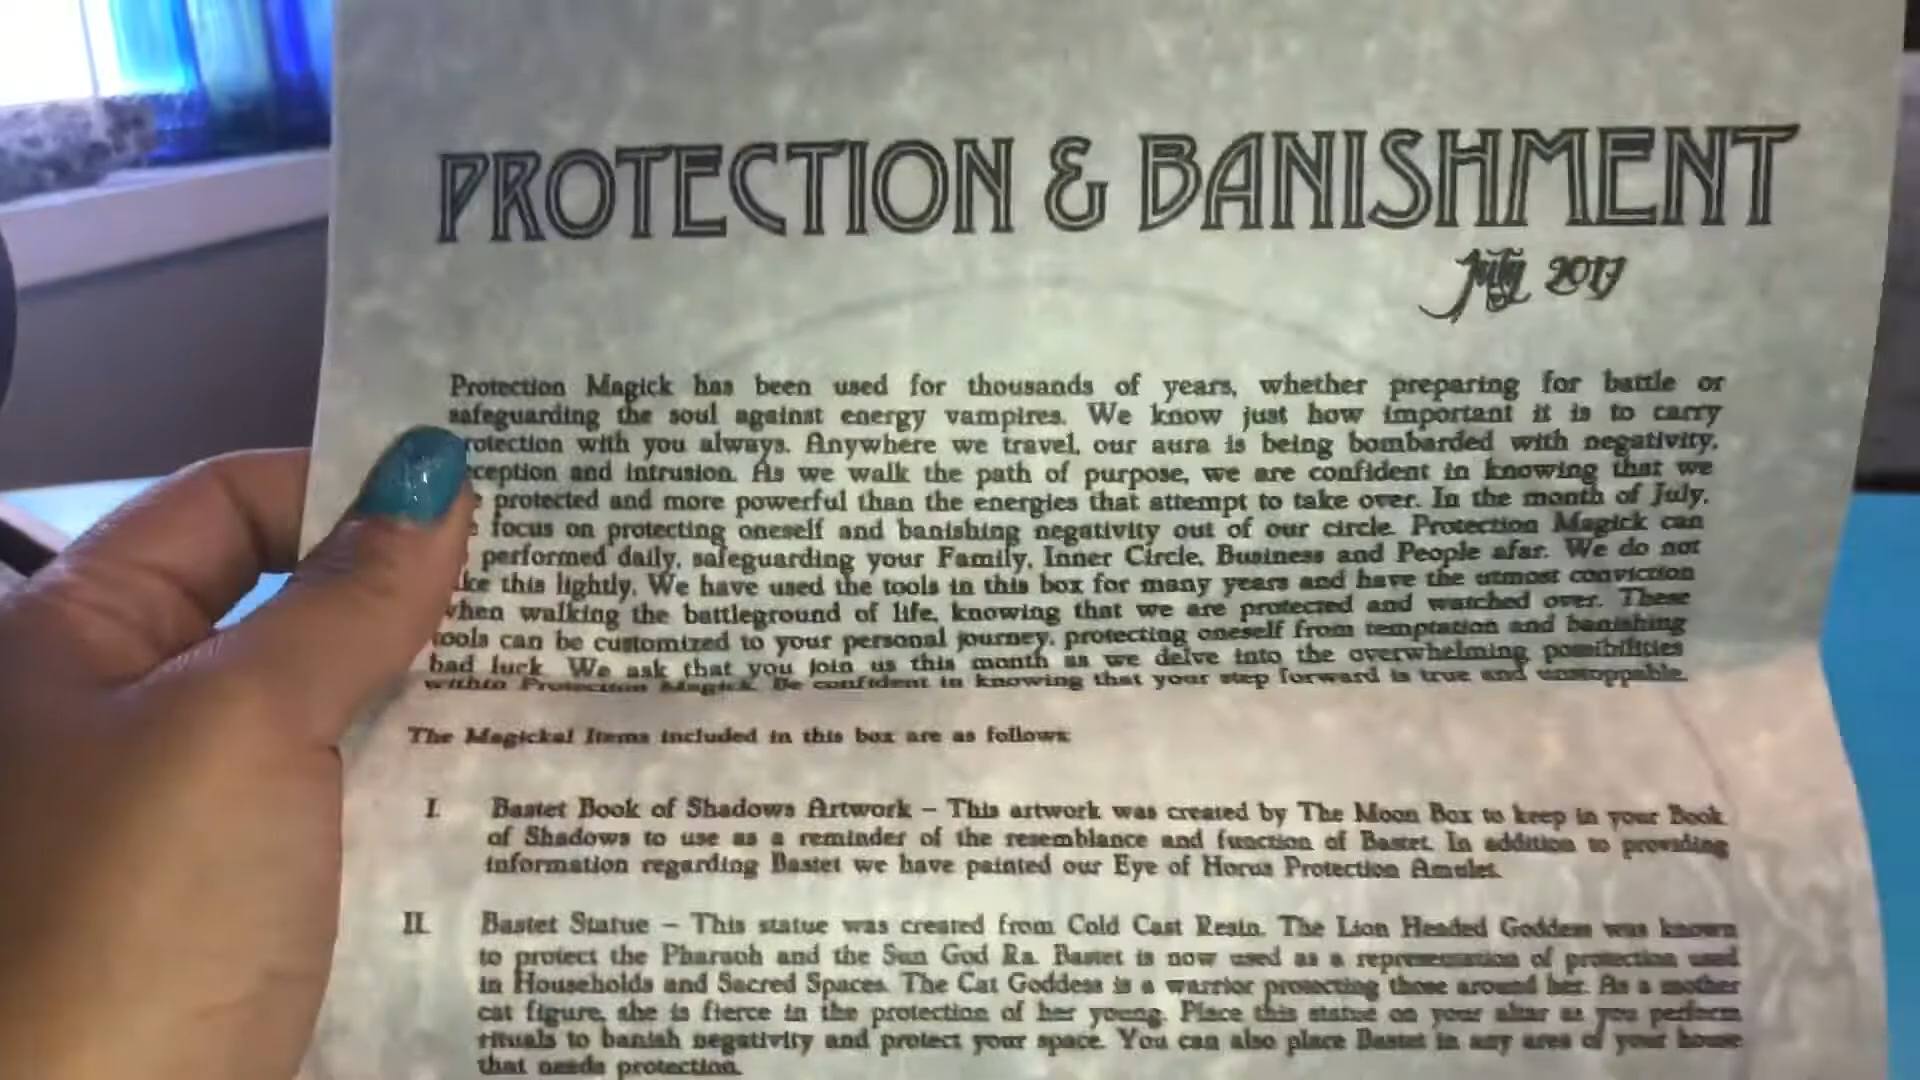 PROTECTION & BANISHMENT
July 2017
Protection Magick has been used for thousands of years, whether preparing for battle or
safeguarding the soul against energy vampires. We know just how important it is to carry
rotection with you always. Anywhere we travel, our aura is being bombarded with negativity,
ception and intrusion. As we walk the path of purpose, we are confident in knowing that we
protected and more powerful than the energies that attempt to take over. In the month of July,
focus on protecting oneself and banishing negativity out of our circle. Protection Magick can
performed daily, safeguarding your Family, Inner Circle, Business and People afar. We do not
ke this lightly. We have used the tools in this box for many years and have the utmost conviction
when walking the battleground of life, knowing that we are protected and watched over. These
tools can be customized to your personal journey, protecting oneself from temptation and banishing
bad luck. We ask that you join us this month as we delve into the overwhelming possibilities
within Protection Magick. Be confident in knowing that your step forward is true and unstoppable.
The Magickal Items included in this box are as follows:
I. Bastet Book of Shadows Artwork – This artwork was created by The Moon Box to keep in your Book
of Shadows to use as a reminder of the resemblance and function of Bastet. In addition to providing
information regarding Bastet we have painted our Eye of Horus Protection Amulet.
II. Bastet Statue – This statue was created from Cold Cast Resin. The Lion Headed Goddess was known
to protect the Pharaoh and the Sun God Ra. Bastet is now used as a representation of protection used
in Households and Sacred Spaces. The Cat Goddess is a warrior protecting those around her. As a mother
cat figure, she is fierce in the protection of her young. Place this statue on your altar as you perform
rituals to banish negativity and protect your space. You can also place Bastet in any area of your house
that needs protection.